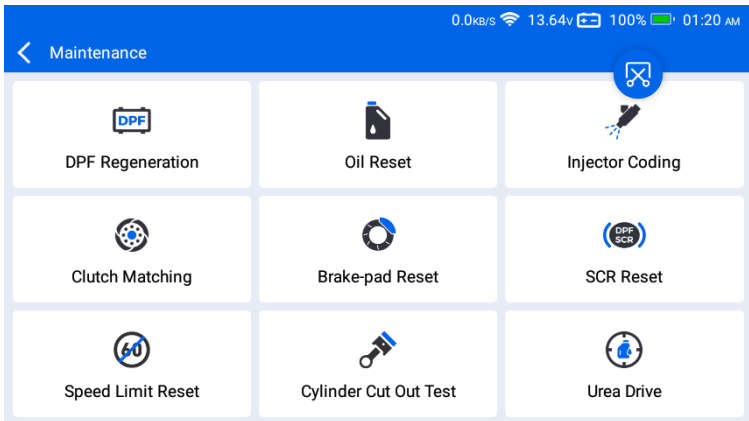 0.0KB/S 13.64V 100% 01:20 AM
Maintenance
DPF
DPF Regeneration
Oil Reset
Injector Coding
Clutch Matching
Brake-pad Reset
DPF
SCR
SCR Reset
60
Speed Limit Reset
Cylinder Cut Out Test
Urea Drive